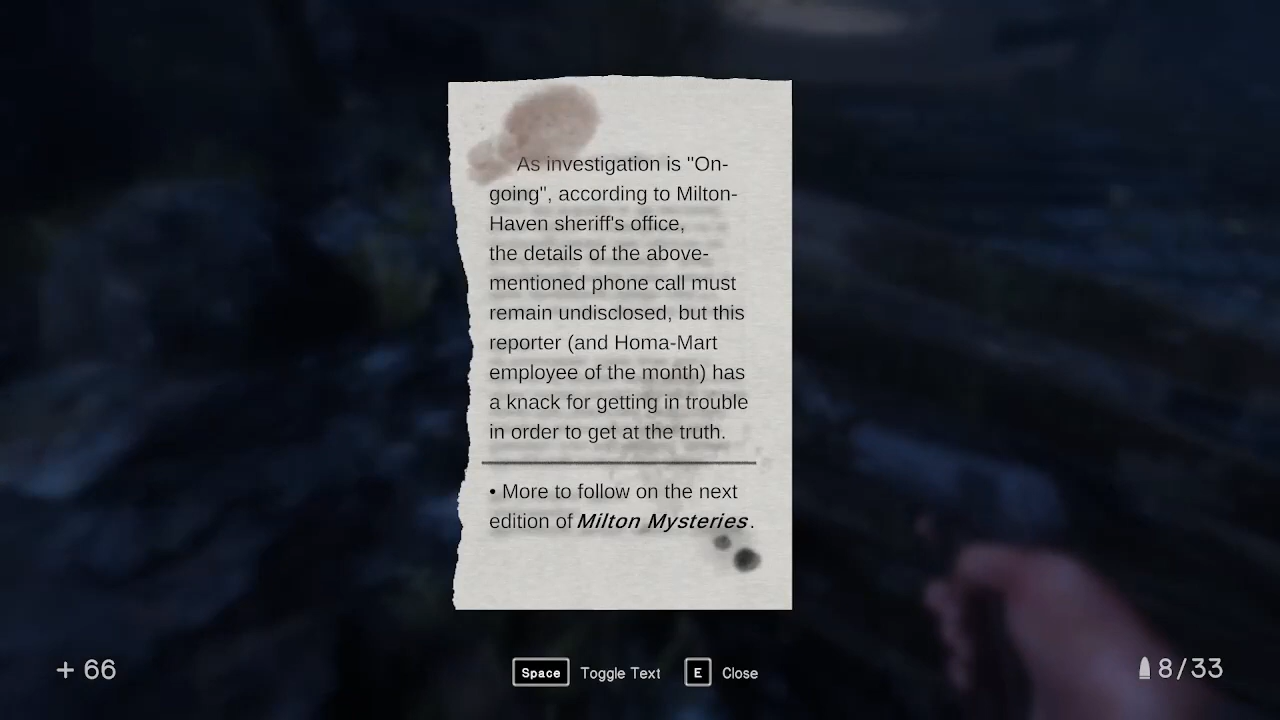 As investigation is "On-
going", according to Milton-
Haven sheriff's office,
the details of the above-
mentioned phone call must
remain undisclosed, but this
reporter (and Homa-Mart
employee of the month) has
a knack for getting in trouble
in order to get at the truth.
• More to follow on the next
edition of Milton Mysteries.
+ 66
Space Toggle Text E Close
8/33